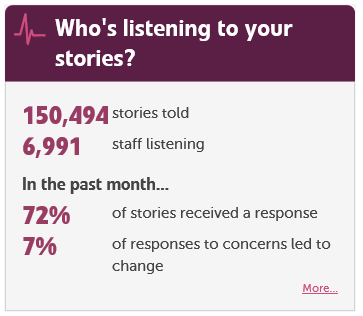 Who's listening to your
stories?
150,494 stories told
6,991 staff listening
In the past month...
72% of stories received a response
7% of responses to concerns led to
change
More...